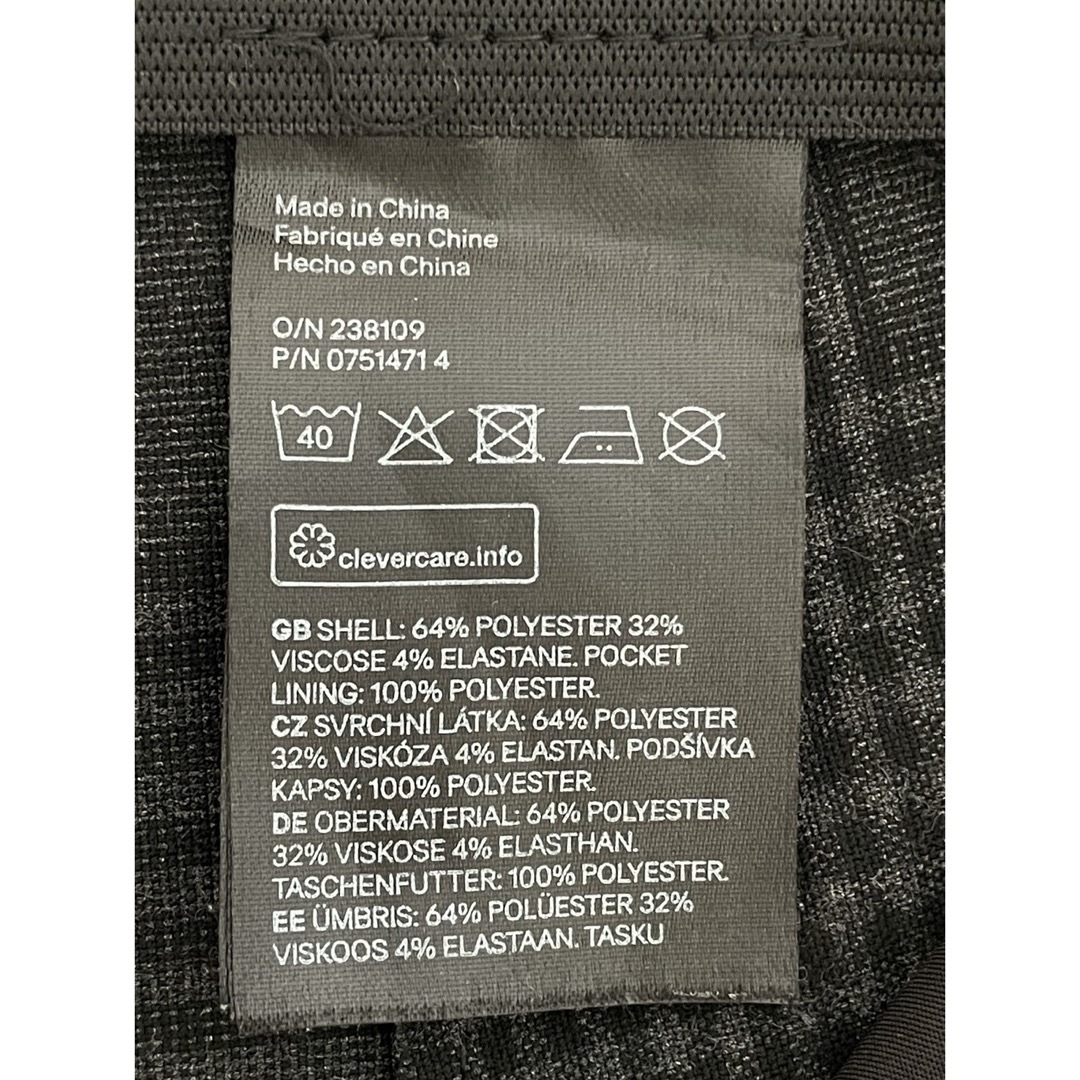 Made in China
Fabriqué en Chine
Hecho en China
O/N 238109
P/N 0751471 4
40
clevercare.info
GB SHELL: 64% POLYESTER 32%
VISCOSE 4% ELASTANE. POCKET
LINING: 100% POLYESTER.
CZ SVRCHNÍ LÁTKA: 64% POLYESTER
32% VISKÓZA 4% ELASTAN. PODŠÍVKA
KAPSY: 100% POLYESTER.
DE OBERMATERIAL: 64% POLYESTER
32% VISKOSE 4% ELASTHAN.
TASCHENFUTTER: 100% POLYESTER.
EE ÜMBRIS: 64% POLÜESTER 32%
VISKOOS 4% ELASTAAN. TASKU